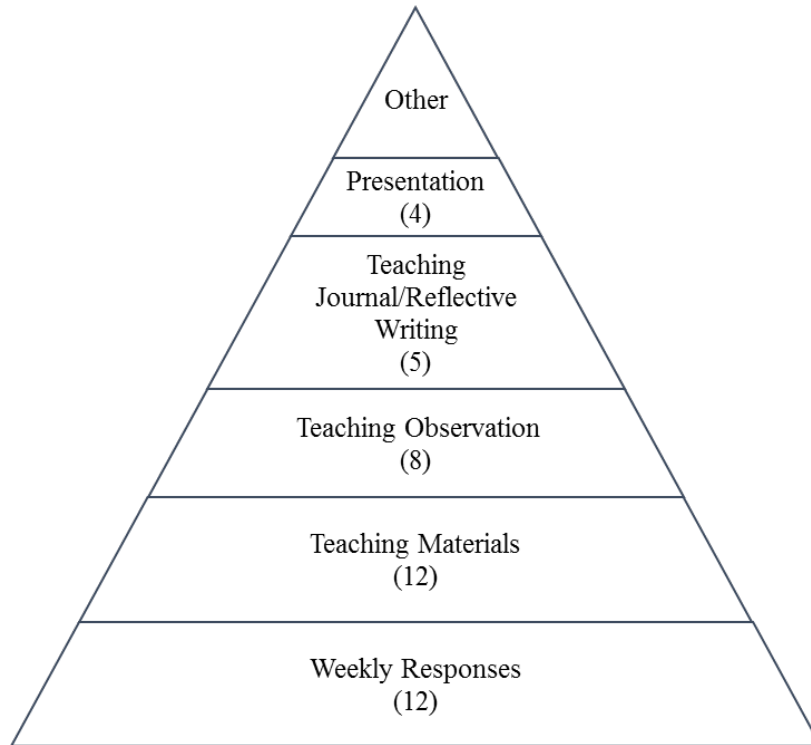 Other
Presentation
(4)
Teaching
Journal/Reflective
Writing
(5)
Teaching Observation
(8)
Teaching Materials
(12)
Weekly Responses
(12)